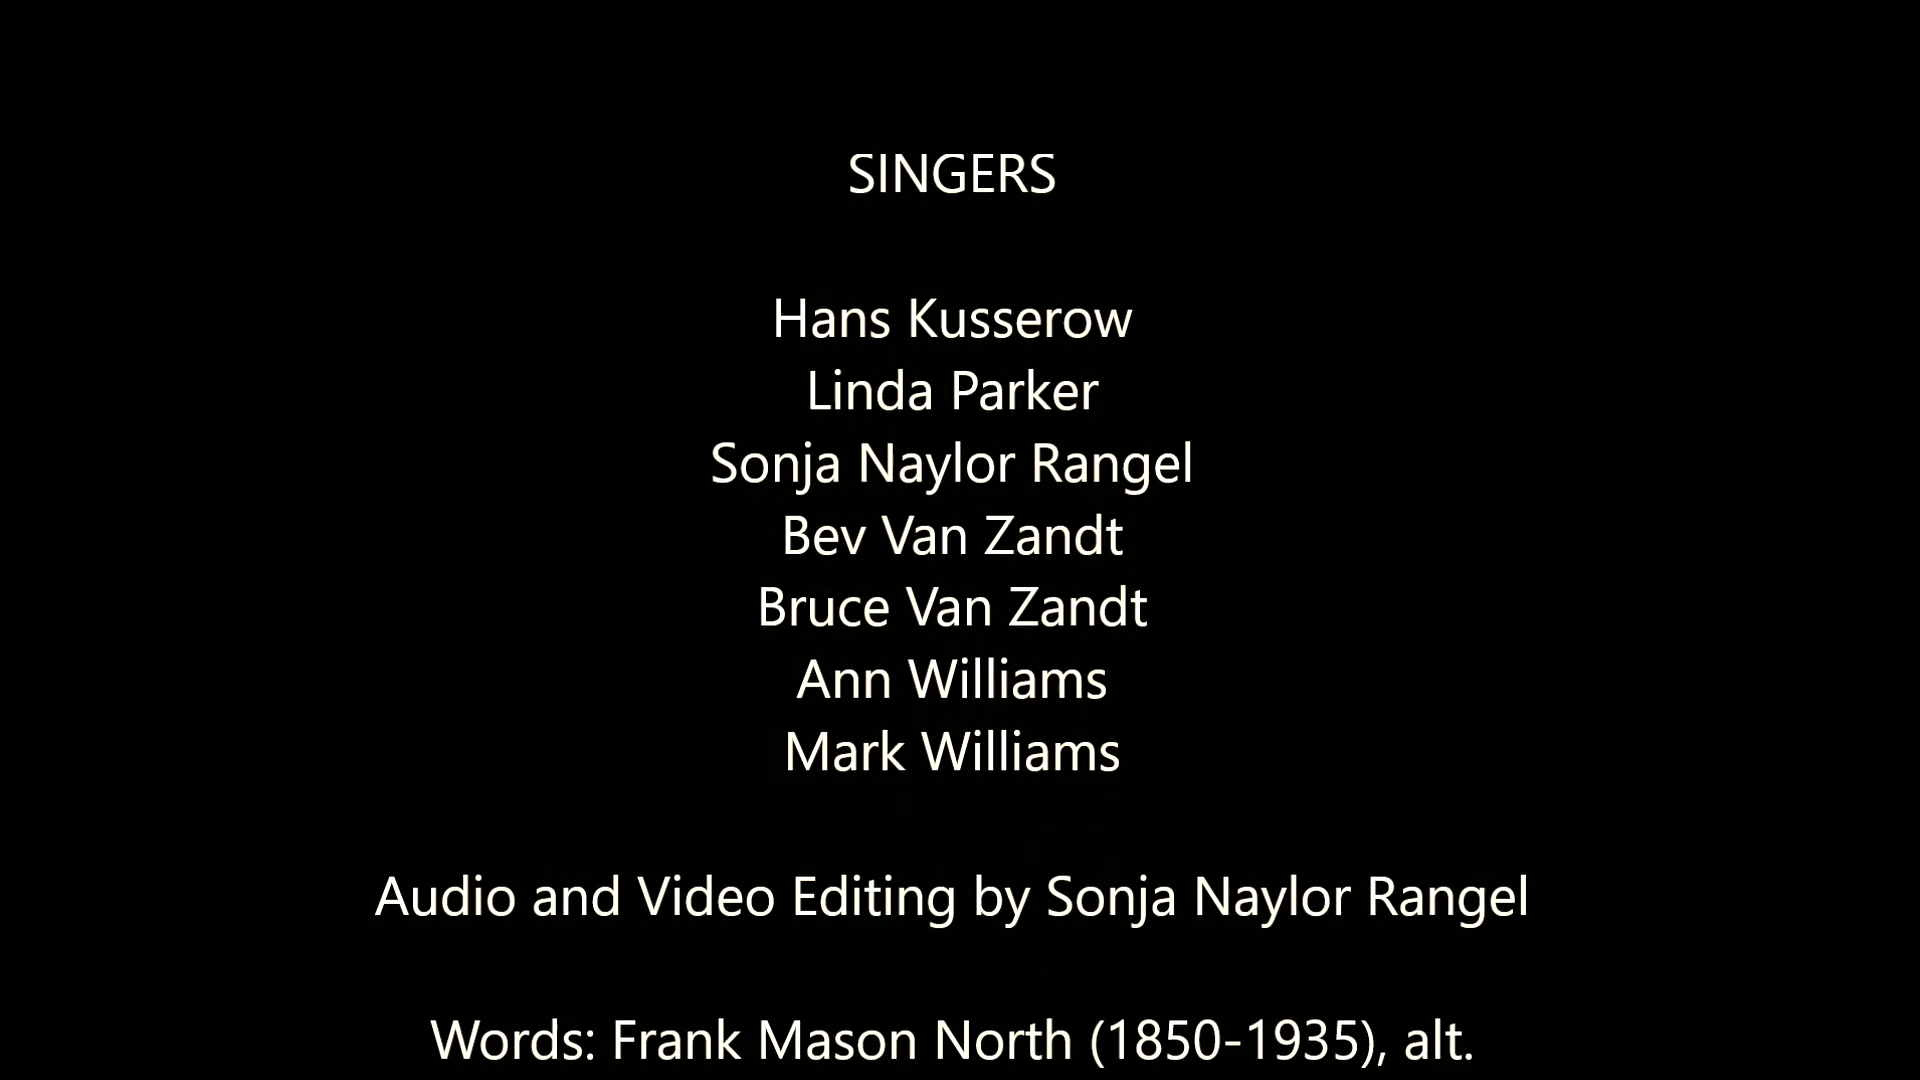 SINGERS
Hans Kusserow
Linda Parker
Sonja Naylor Rangel
Bev Van Zandt
Bruce Van Zandt
Ann Williams
Mark Williams
Audio and Video Editing by Sonja Naylor Rangel
Words: Frank Mason North (1850-1935), alt.